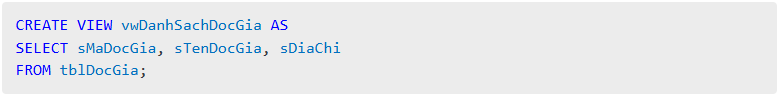 CREATE VIEW vwDanhSachDocGia AS
SELECT sMaDocGia, sTenDocGia, sDiaChi
FROM tblDocGia;